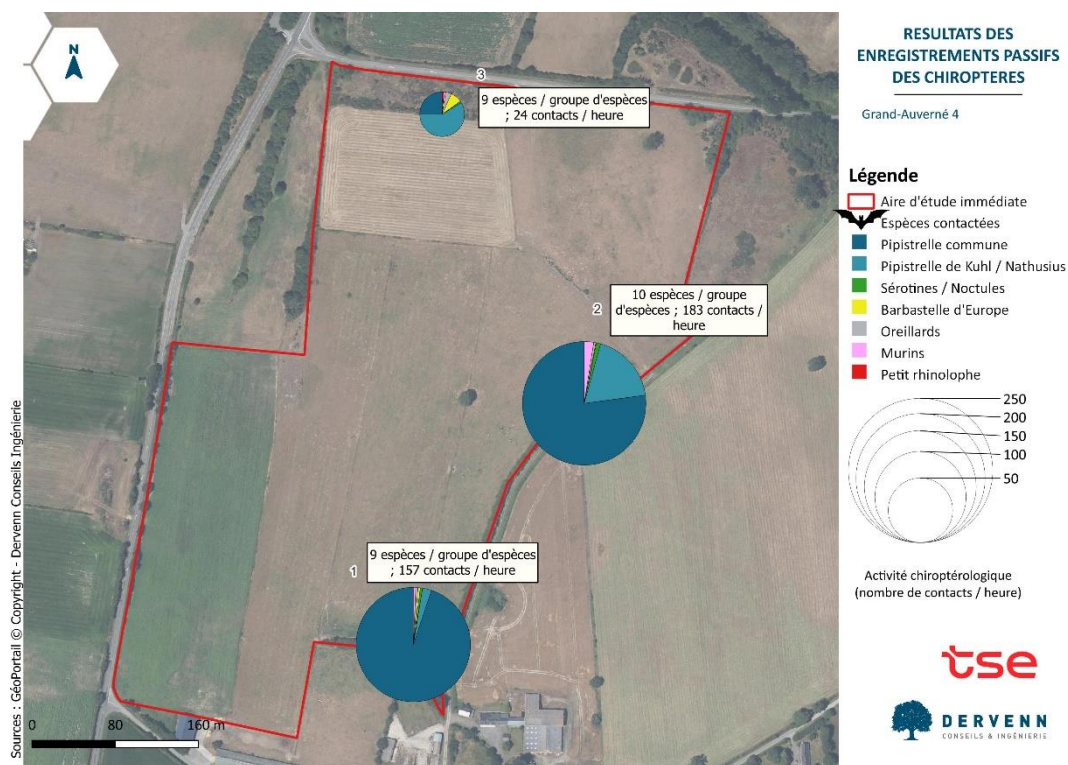 N
3
9 espèces / groupe d'espèces
; 24 contacts / heure
10 espèces / groupe
d'espèces ; 183 contacts /
heure
2
9 espèces / groupe d'espèces
; 157 contacts / heure
1
0
80
160 m
Sources : GéoPortail © Copyright - Dervenn Conseils Ingénierie
RESULTATS DES
ENREGISTREMENTS PASSIFS
DES CHIROPTERES
Grand-Auverné 4
Légende
Aire d'étude immédiate
Espèces contactées
Pipistrelle commune
Pipistrelle de Kuhl / Nathusius
Sérotines / Noctules
Barbastelle d'Europe
Oreillards
Murins
Petit rhinolophe
250
200
150
100
50
Activité chiroptérologique
(nombre de contacts / heure)
tse
DERVENN
CONSEILS & INGÉNIERIE